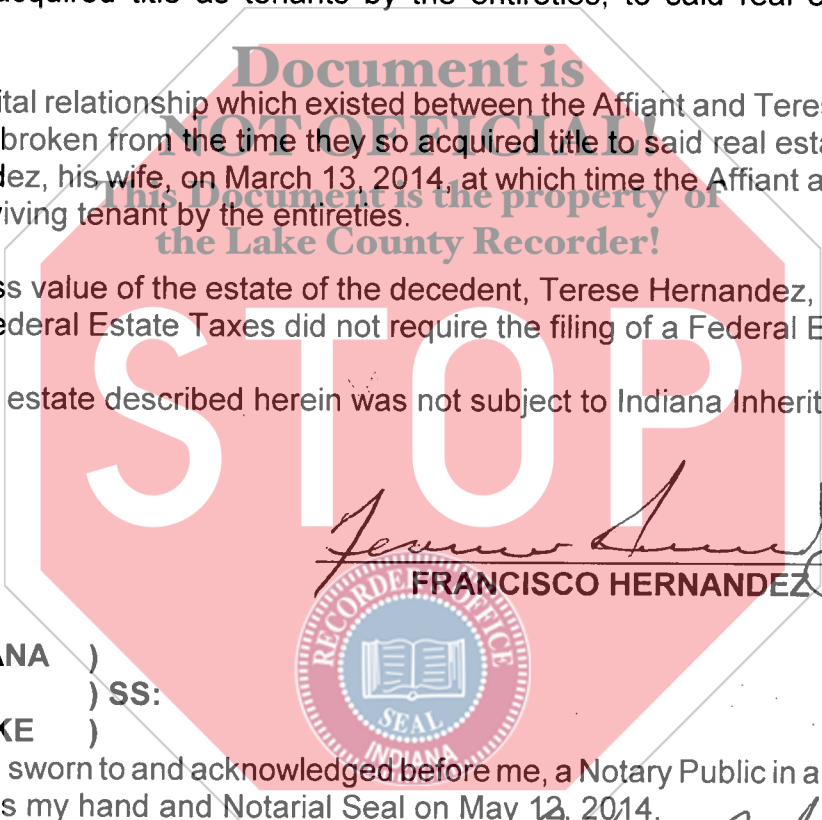 acquired title as tenants by the entireties, to said real
Document is
NOT OFFICIAL!
This Document is the property of
the Lake County Recorder!
STOP
ital relationship which existed between the Affiant and Teres
broken from the time they so acquired title to said real esta
dez, his wife, on March 13, 2014, at which time the Affiant a
viving tenant by the entireties.
ss value of the estate of the decedent, Terese Hernandez,
ederal Estate Taxes did not require the filing of a Federal E
estate described herein was not subject to Indiana Inherit
FRANCISCO HERNANDEZ
RECORDER'S OFFICE
SEAL
INDIANA
ANA )
) SS:
KE )
sworn to and acknowledged before me, a Notary Public in a
s my hand and Notarial Seal on May 2014.